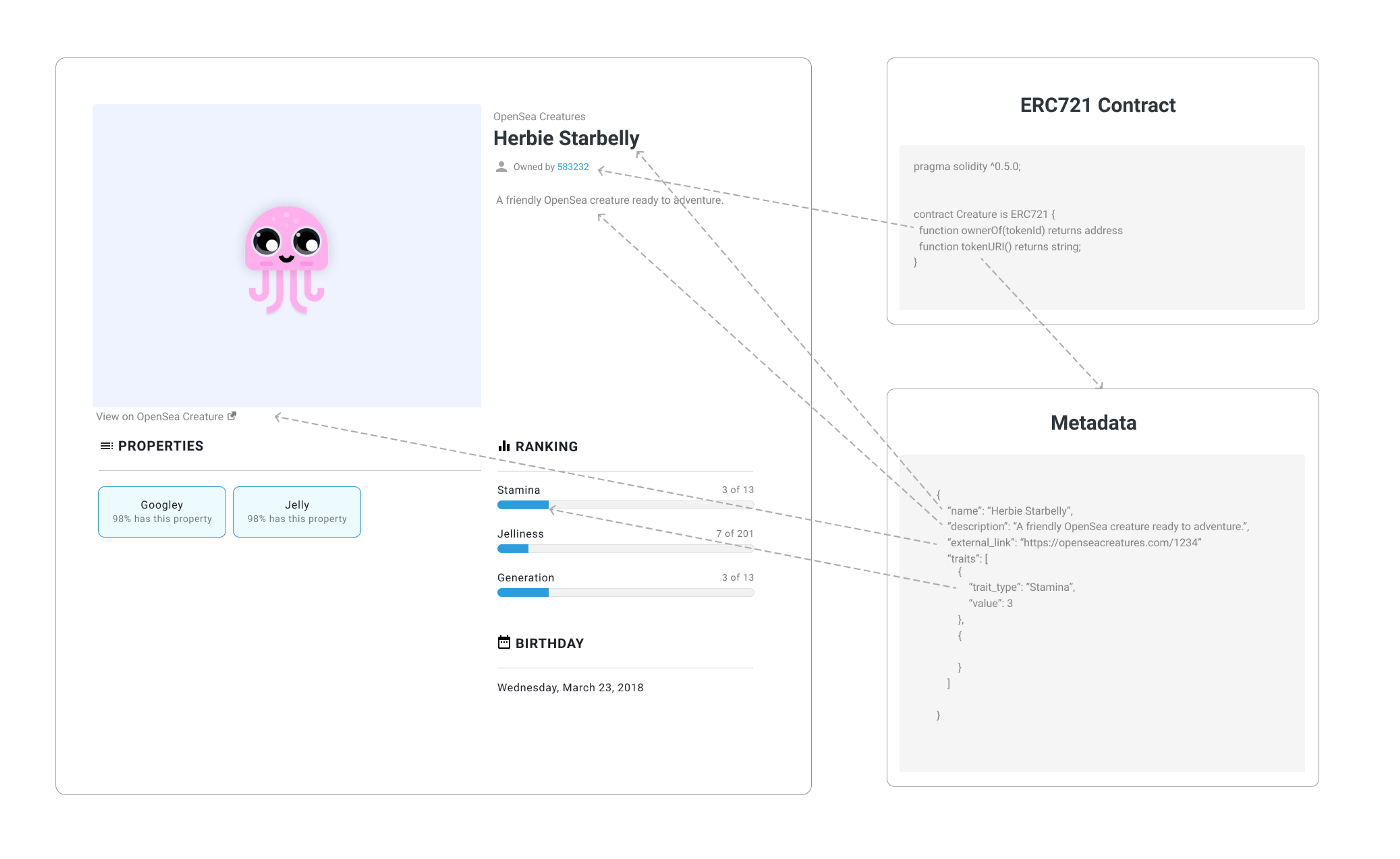 OpenSea Creatures
Herbie Starbelly
Owned by 583232
A friendly OpenSea creature ready to adventure.
View on OpenSea Creature
PROPERTIES
Googley
98% has this property
Jelly
98% has this property
RANKING
Stamina 3 of 13
Jelliness 7 of 201
Generation 3 of 13
BIRTHDAY
Wednesday, March 23, 2018
ERC721 Contract
pragma solidity ^0.5.0;
contract Creature is ERC721 {
function ownerOf(tokenId) returns address
function tokenURI() returns string;
}
Metadata
{
“name”: “Herbie Starbelly”,
“description”: “A friendly OpenSea creature ready to adventure.”,
“external_link”: “https://openseacreatures.com/1234”
“traits”: [
{
“trait_type”: “Stamina”,
“value”: 3
},
{
}
]
}